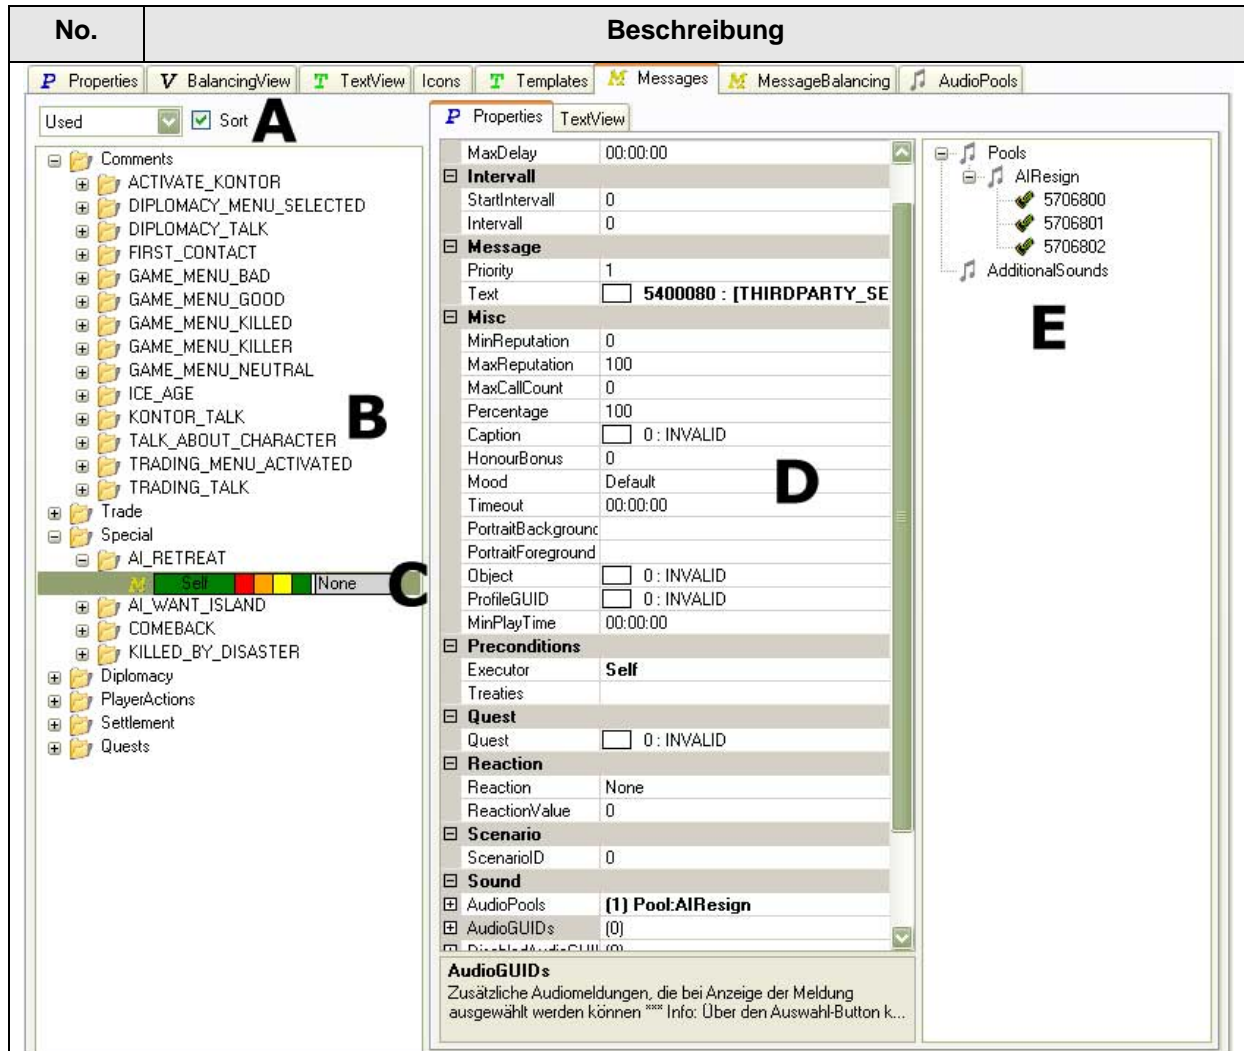 No. Beschreibung
P Properties V BalancingView T TextView Icons T Templates M Messages M MessageBalancing AudioPools
Used Sort A
Comments
ACTIVATE_KONTOR
DIPLOMACY_MENU_SELECTED
DIPLOMACY_TALK
FIRST_CONTACT
GAME_MENU_BAD
GAME_MENU_GOOD
GAME_MENU_KILLED
GAME_MENU_KILLER
GAME_MENU_NEUTRAL
ICE_AGE
KONTOR_TALK
TALK_ABOUT_CHARACTER
TRADING_MENU_ACTIVATED
TRADING_TALK
B
Trade
Special
AI_RETREAT
M Self None
C
AI_WANT_ISLAND
COMEBACK
KILLED_BY_DISASTER
Diplomacy
PlayerActions
Settlement
Quests
P Properties TextView
MaxDelay 00:00:00
Intervall
StartIntervall 0
Intervall 0
Message
Priority 1
Text 5400080 : [THIRDPARTY_SE
Misc
MinReputation 0
MaxReputation 100
MaxCallCount 0
Percentage 100
Caption 0 : INVALID
HonourBonus 0
Mood Default
Timeout 00:00:00
PortraitBackground
PortraitForeground
Object 0 : INVALID
ProfileGUID 0 : INVALID
MinPlayTime 00:00:00
D
Preconditions
Executor Self
Treaties
Quest
Quest 0 : INVALID
Reaction
Reaction None
ReactionValue 0
Scenario
ScenarioID 0
Sound
AudioPools (1) Pool:AIResign
AudioGUIDs (0)
AudioGUIDs
Zusätzliche Audiomeldungen, die bei Anzeige der Meldung
ausgewählt werden können *** Info: Über den Auswahl-Button k...
Pools
AIResign
5706800
5706801
5706802
AdditionalSounds
E